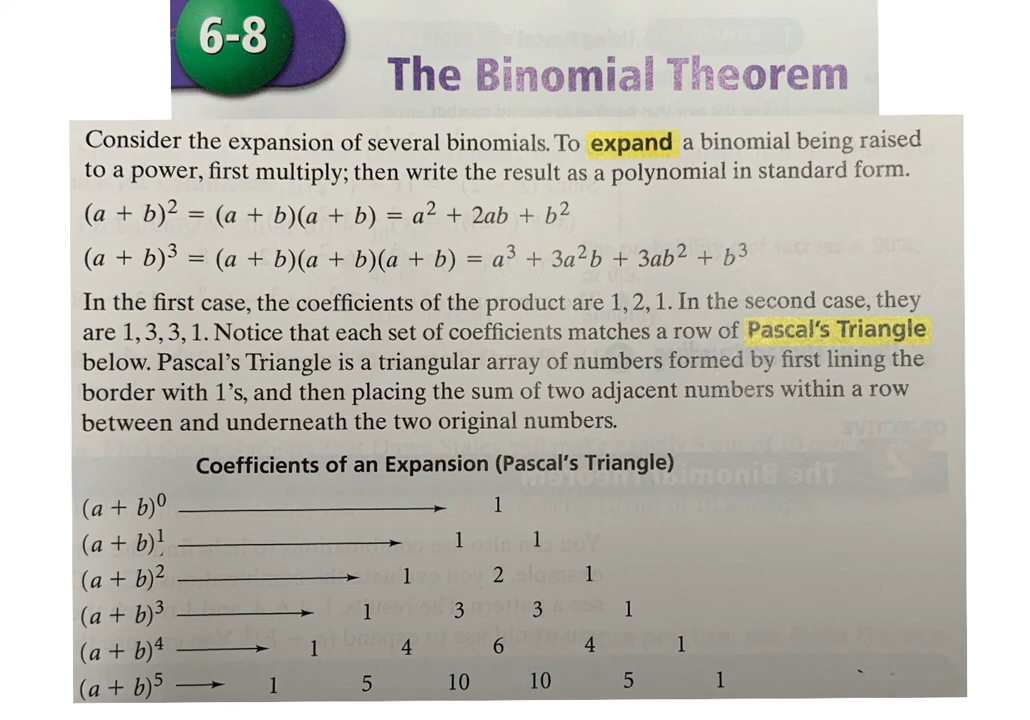 6-8
The Binomial Theorem
Consider the expansion of several binomials. To expand a binomial being raised
to a power, first multiply; then write the result as a polynomial in standard form.
(a + b)² = (a + b)(a + b) = a² + 2ab + b²
(a + b)³ = (a + b)(a + b)(a + b) = a³ + 3a²b + 3ab² + b³
In the first case, the coefficients of the product are 1, 2, 1. In the second case, they
are 1, 3, 3, 1. Notice that each set of coefficients matches a row of Pascal's Triangle
below. Pascal's Triangle is a triangular array of numbers formed by first lining the
border with 1's, and then placing the sum of two adjacent numbers within a row
between and underneath the two original numbers.
Coefficients of an Expansion (Pascal's Triangle)
(a + b)⁰ → 1
(a + b)¹ → 1 1
(a + b)² → 1 2 1
(a + b)³ → 1 3 3 1
(a + b)⁴ → 1 4 6 4 1
(a + b)⁵ → 1 5 10 10 5 1